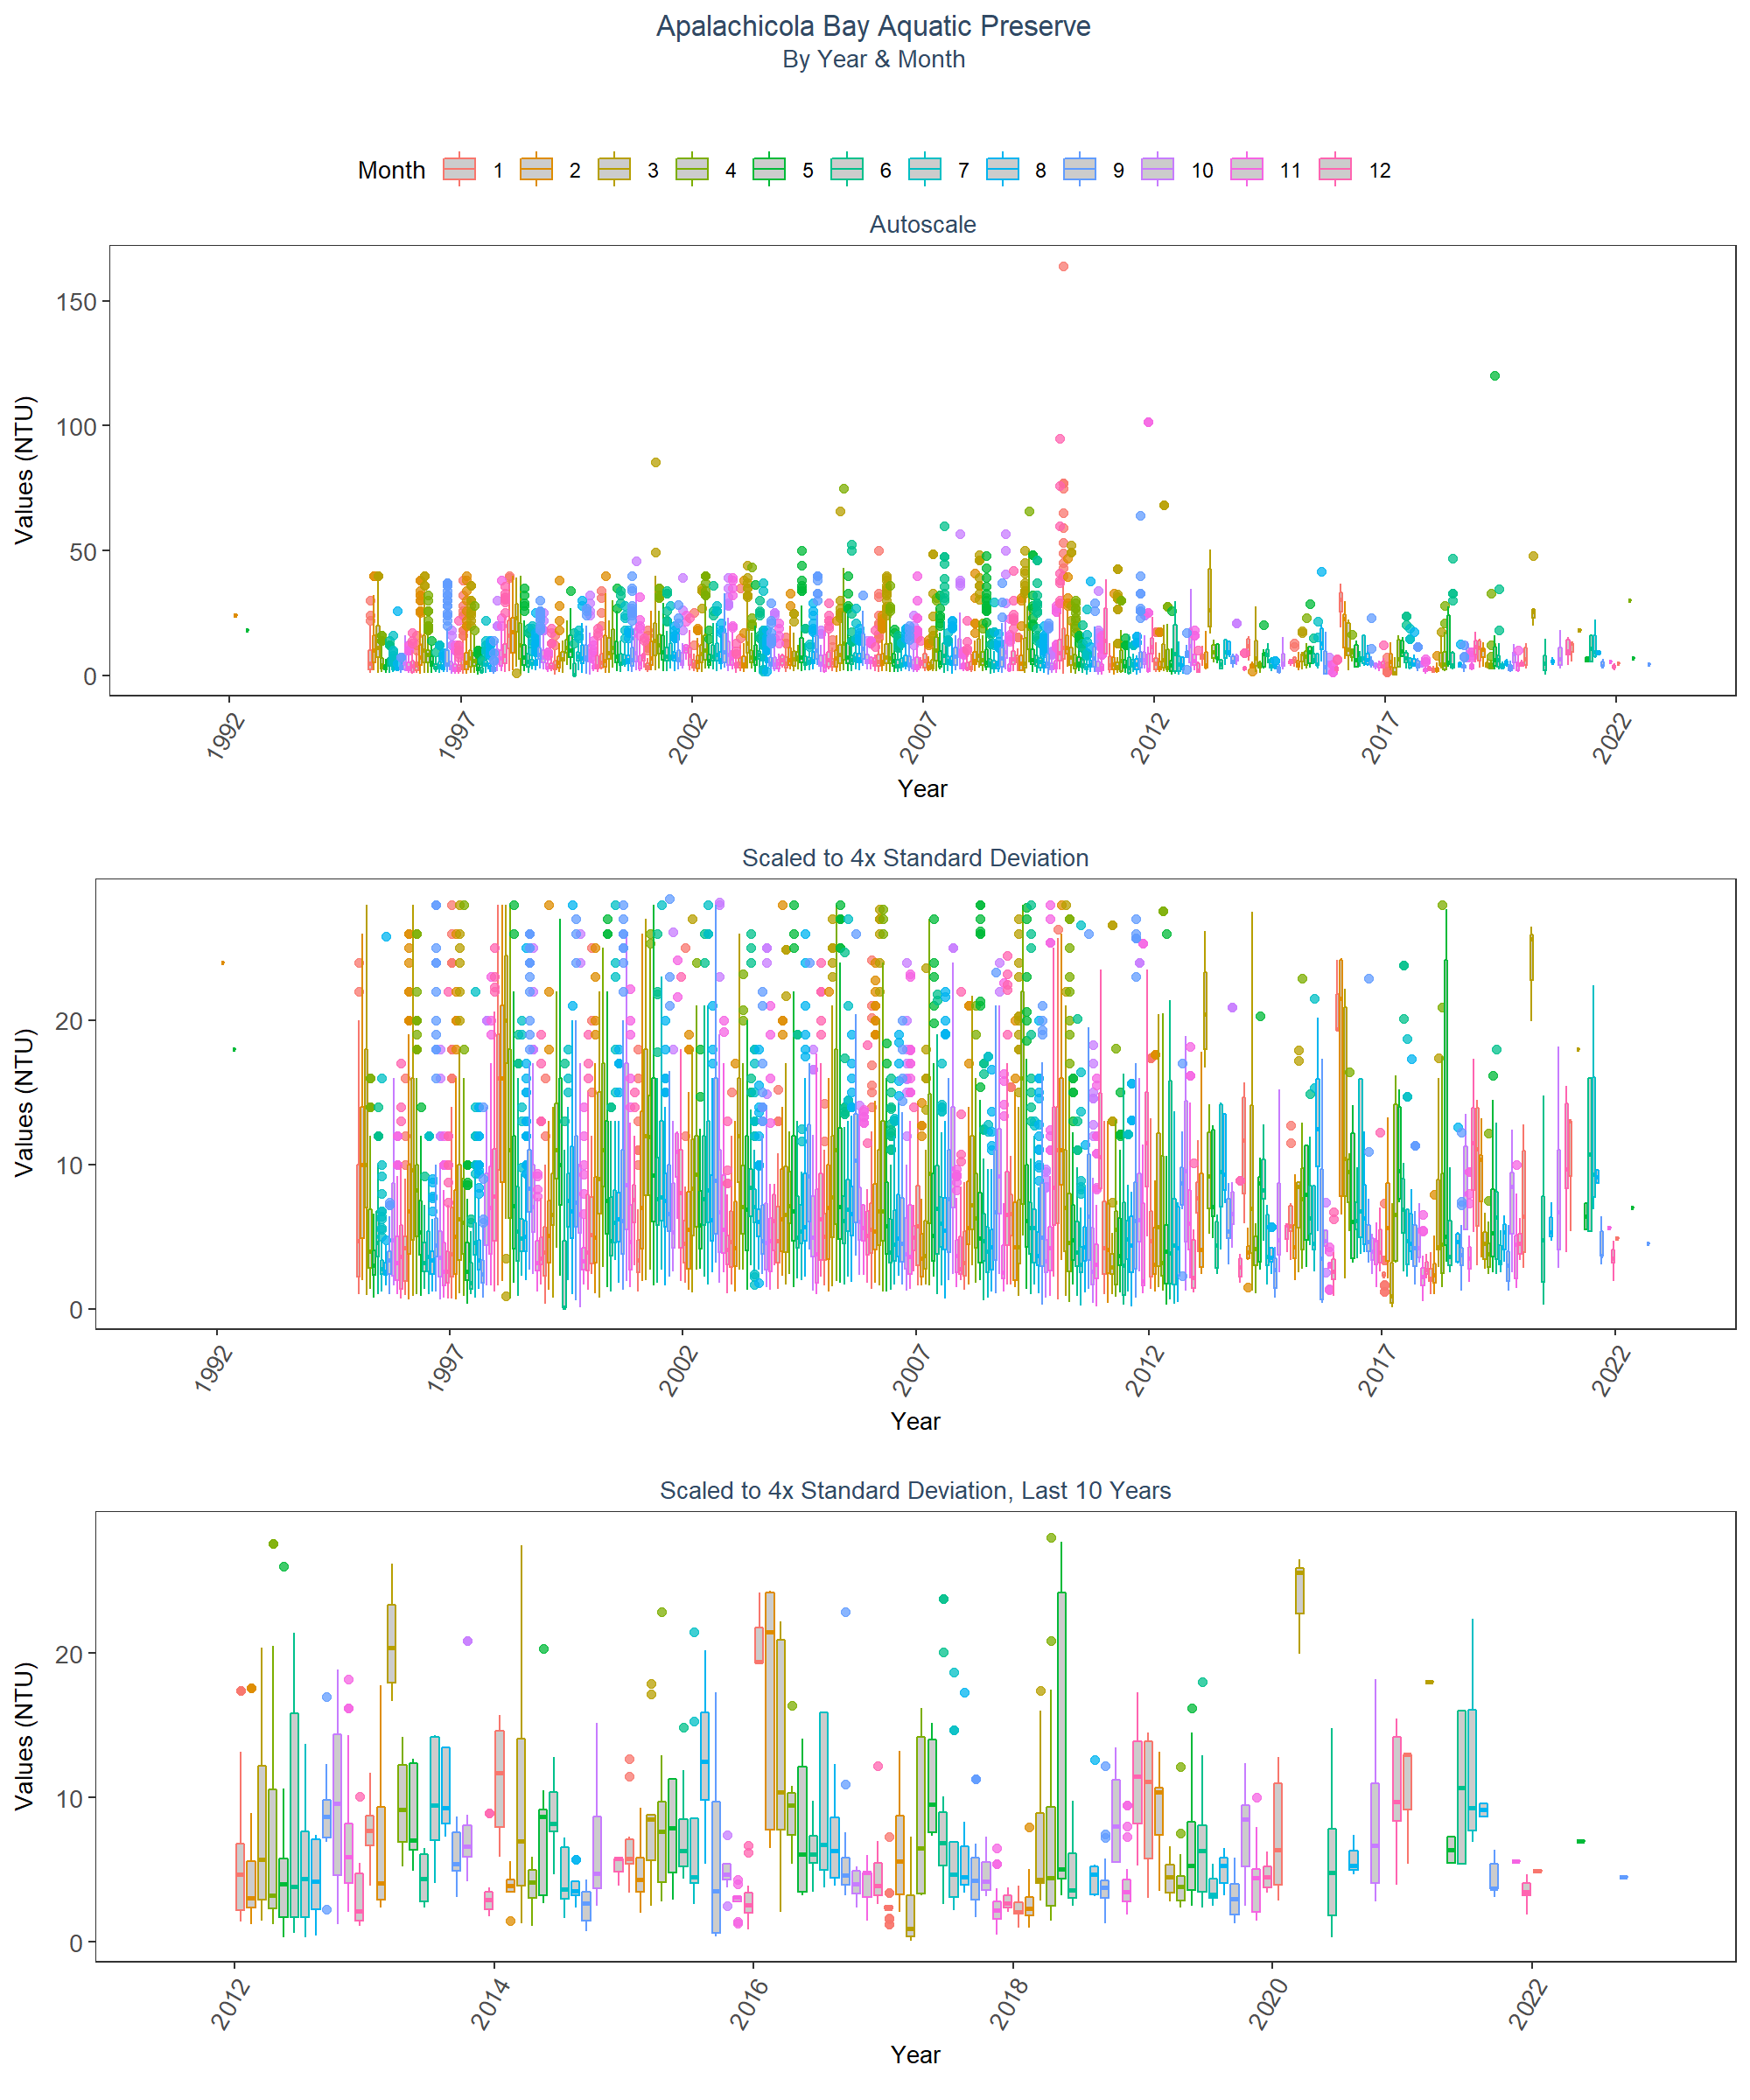 Apalachicola Bay Aquatic Preserve
By Year & Month
Month 1 2 3 4 5 6 7 8 9 10 11 12
Autoscale
Values (NTU)
150
100
50
0
1992 1997 2002 2007 2012 2017 2022
Year
Scaled to 4x Standard Deviation
Values (NTU)
20
10
0
1992 1997 2002 2007 2012 2017 2022
Year
Scaled to 4x Standard Deviation, Last 10 Years
Values (NTU)
20
10
0
2012 2014 2016 2018 2020 2022
Year